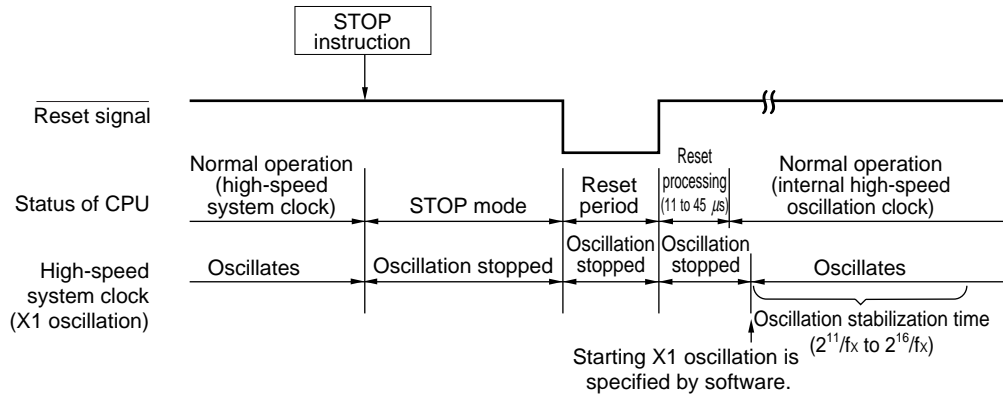 STOP
instruction
Reset signal
Normal operation
(high-speed
system clock)
STOP mode
Reset
period
Reset
processing
(11 to 45 μs)
Normal operation
(internal high-speed
oscillation clock)
Status of CPU
High-speed
system clock
(X1 oscillation)
Oscillates
Oscillation stopped
Oscillation
stopped
Oscillation
stopped
Oscillates
Oscillation stabilization time
(2¹¹/fX to 2¹⁶/fX)
Starting X1 oscillation is
specified by software.